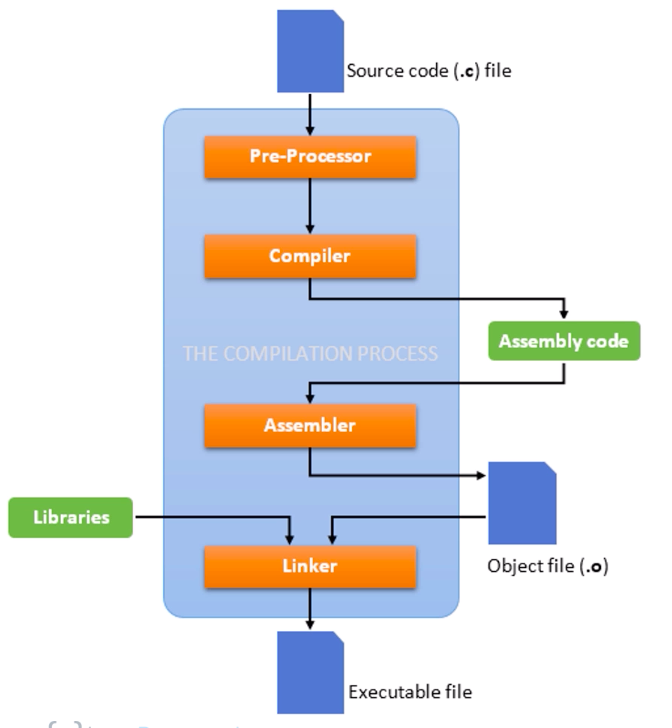 Source code (.c) file
Pre-Processor
Compiler
THE COMPILATION PROCESS
Assembly code
Assembler
Libraries
Linker
Object file (.o)
Executable file